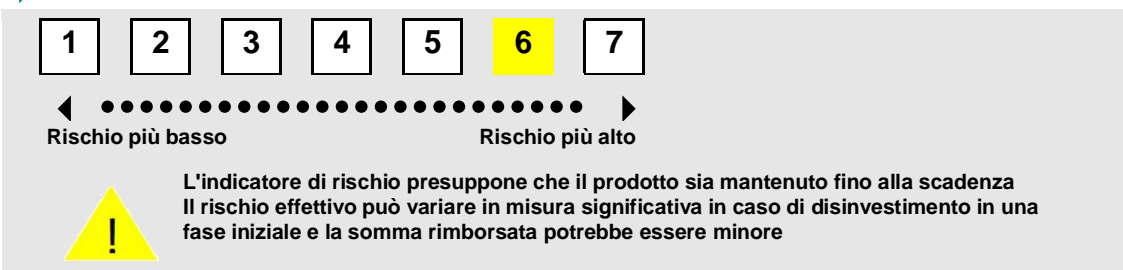 1 2 3 4 5 6 7
Rischio più basso Rischio più alto
L'indicatore di rischio presuppone che il prodotto sia mantenuto fino alla scadenza
Il rischio effettivo può variare in misura significativa in caso di disinvestimento in una
fase iniziale e la somma rimborsata potrebbe essere minore
!